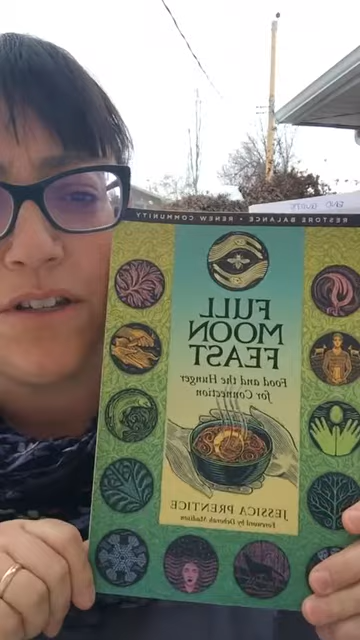 RESTORE BALANCE • RENEW COMMUNITY
FULL
MOON
FEAST
Food and the Hunger
for Connection
JESSICA PRENTICE
Foreword by Deborah Madison